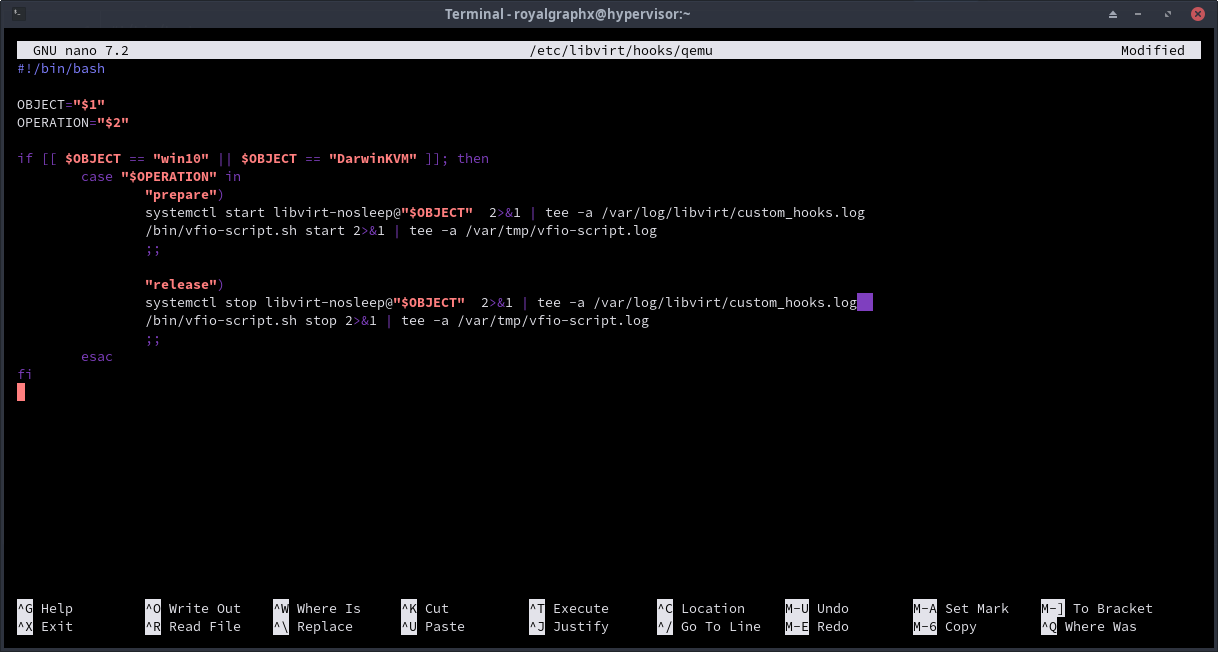 Terminal - royalgraphx@hypervisor:~
GNU nano 7.2 /etc/libvirt/hooks/qemu Modified
#!/bin/bash
OBJECT="$1"
OPERATION="$2"
if [[ $OBJECT == "win10" || $OBJECT == "DarwinKVM" ]]; then
case "$OPERATION" in
"prepare")
systemctl start libvirt-nosleep@"$OBJECT"  2>&1 | tee -a /var/log/libvirt/custom_hooks.log
/bin/vfio-script.sh start 2>&1 | tee -a /var/tmp/vfio-script.log
;;
"release")
systemctl stop libvirt-nosleep@"$OBJECT"  2>&1 | tee -a /var/log/libvirt/custom_hooks.log
/bin/vfio-script.sh stop 2>&1 | tee -a /var/tmp/vfio-script.log
;;
esac
fi
^G Help ^O Write Out ^W Where Is ^K Cut ^T Execute ^C Location M-U Undo M-A Set Mark M-] To Bracket
^X Exit ^R Read File ^\ Replace ^U Paste ^J Justify ^/ Go To Line M-E Redo M-6 Copy ^Q Where Was